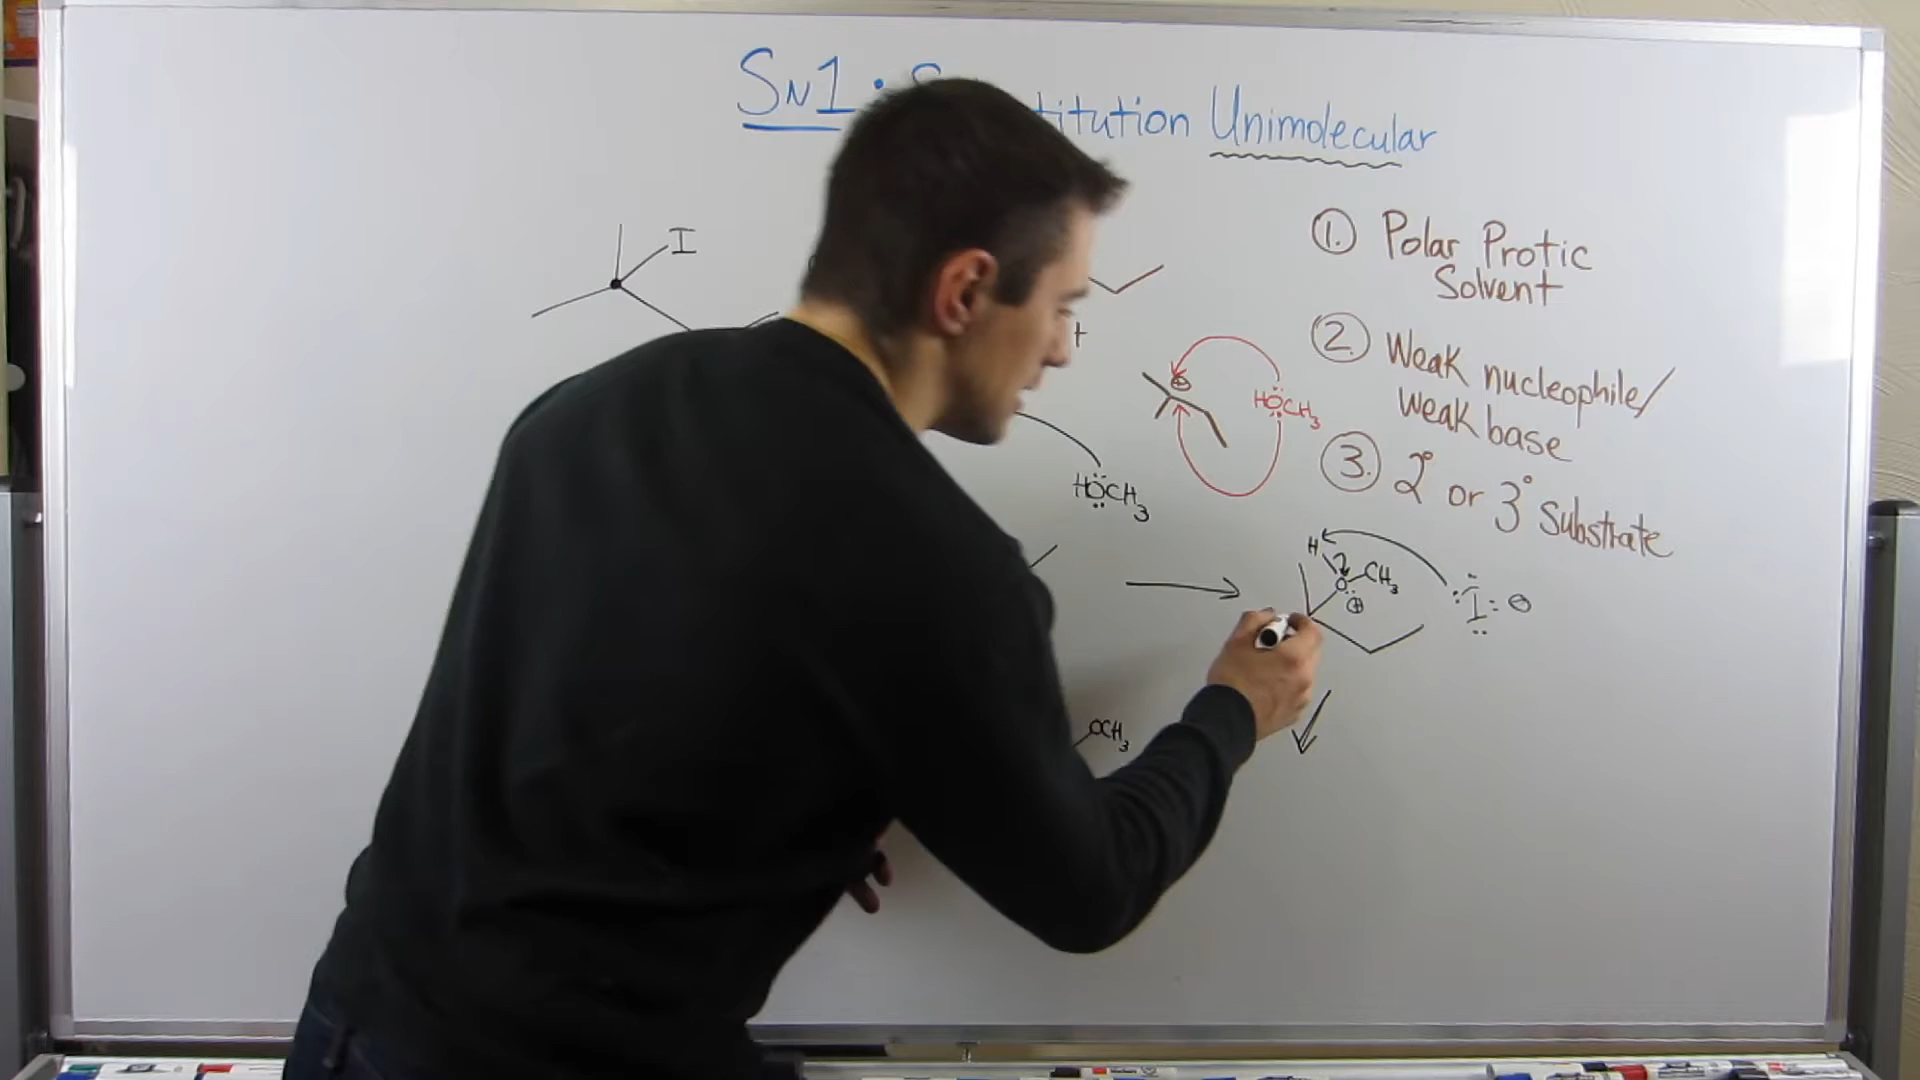 SN1: titution Unimolecular
I
1. Polar Protic
Solvent
2. Weak nucleophile/
Weak base
3. 2° or 3° Substrate
+
⊕
HÖCH3
HÖCH3
H
O CH3
⊕
:I: ⊖
OCH3